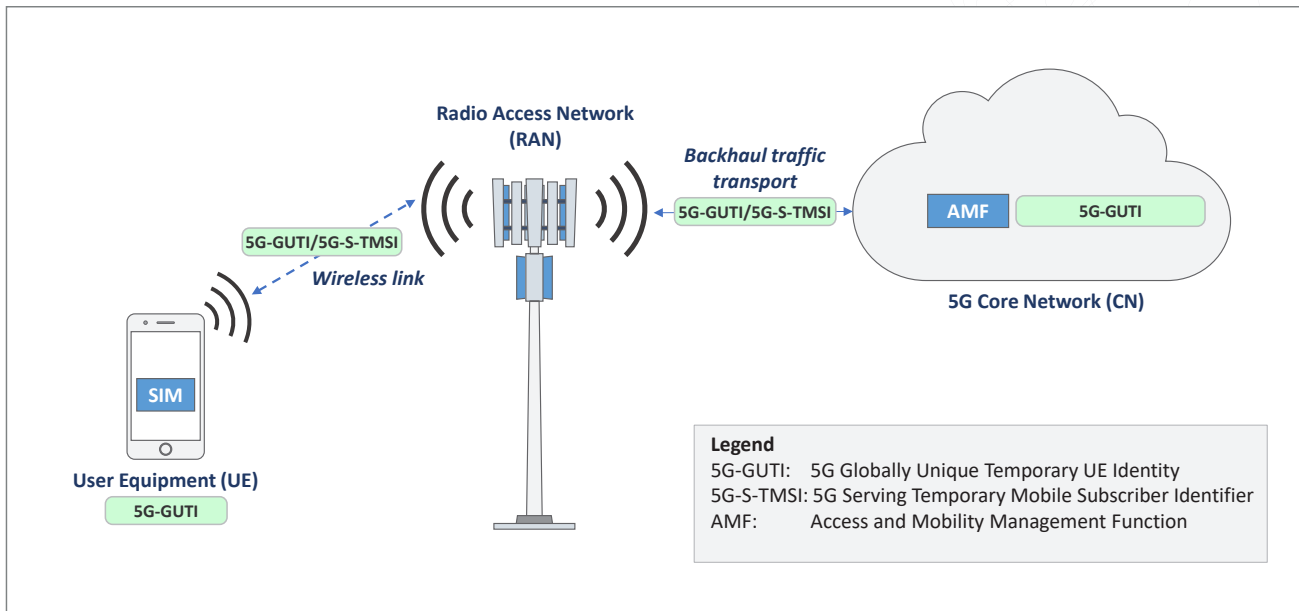 Radio Access Network
(RAN)
Backhaul traffic
transport
5G-GUTI/5G-S-TMSI
AMF
5G-GUTI
5G-GUTI/5G-S-TMSI
Wireless link
5G Core Network (CN)
SIM
User Equipment (UE)
5G-GUTI
Legend
5G-GUTI: 5G Globally Unique Temporary UE Identity
5G-S-TMSI: 5G Serving Temporary Mobile Subscriber Identifier
AMF: Access and Mobility Management Function